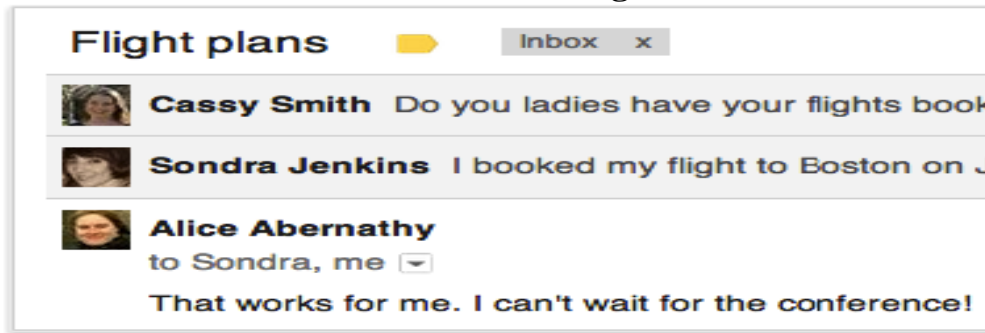 Flight plans Inbox x
Cassy Smith Do you ladies have your flights book
Sondra Jenkins I booked my flight to Boston on J
Alice Abernathy
to Sondra, me
That works for me. I can't wait for the conference!